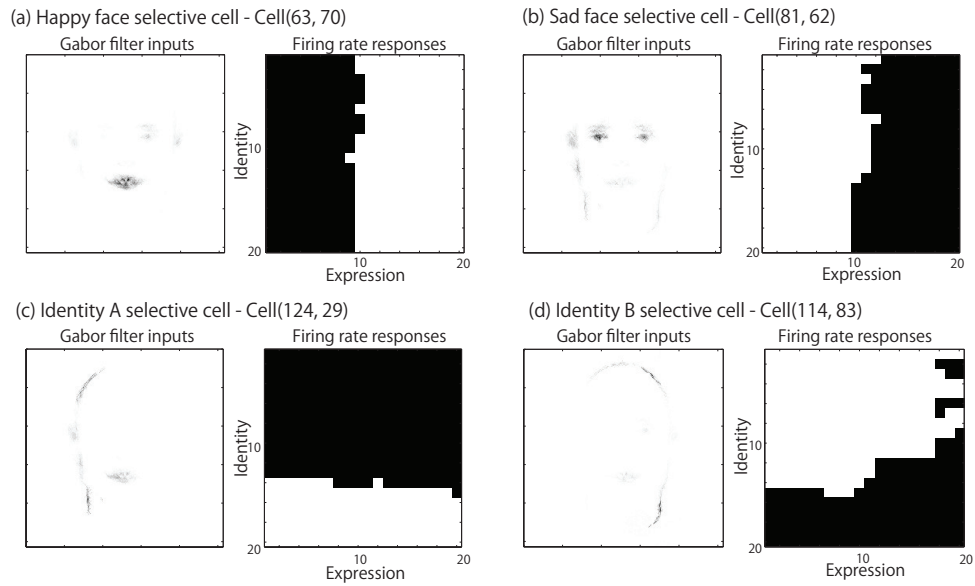 (a) Happy face selective cell - Cell(63, 70)
Gabor filter inputs
Firing rate responses
Identity
10
20
10
20
Expression
(b) Sad face selective cell - Cell(81, 62)
Gabor filter inputs
Firing rate responses
Identity
10
20
10
20
Expression
(c) Identity A selective cell - Cell(124, 29)
Gabor filter inputs
Firing rate responses
Identity
10
20
10
20
Expression
(d) Identity B selective cell - Cell(114, 83)
Gabor filter inputs
Firing rate responses
Identity
10
20
10
20
Expression